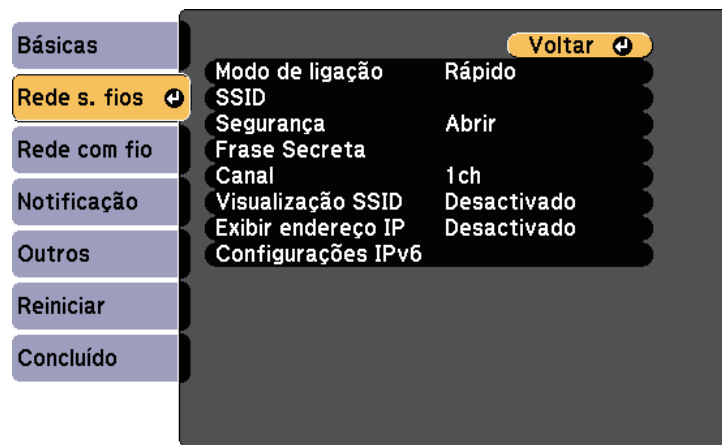 Básicas
Rede s. fios
Rede com fio
Notificação
Outros
Reiniciar
Concluído
Voltar
Modo de ligação Rápido
SSID
Segurança Abrir
Frase Secreta
Canal 1ch
Visualização SSID Desactivado
Exibir endereço IP Desactivado
Configurações IPv6